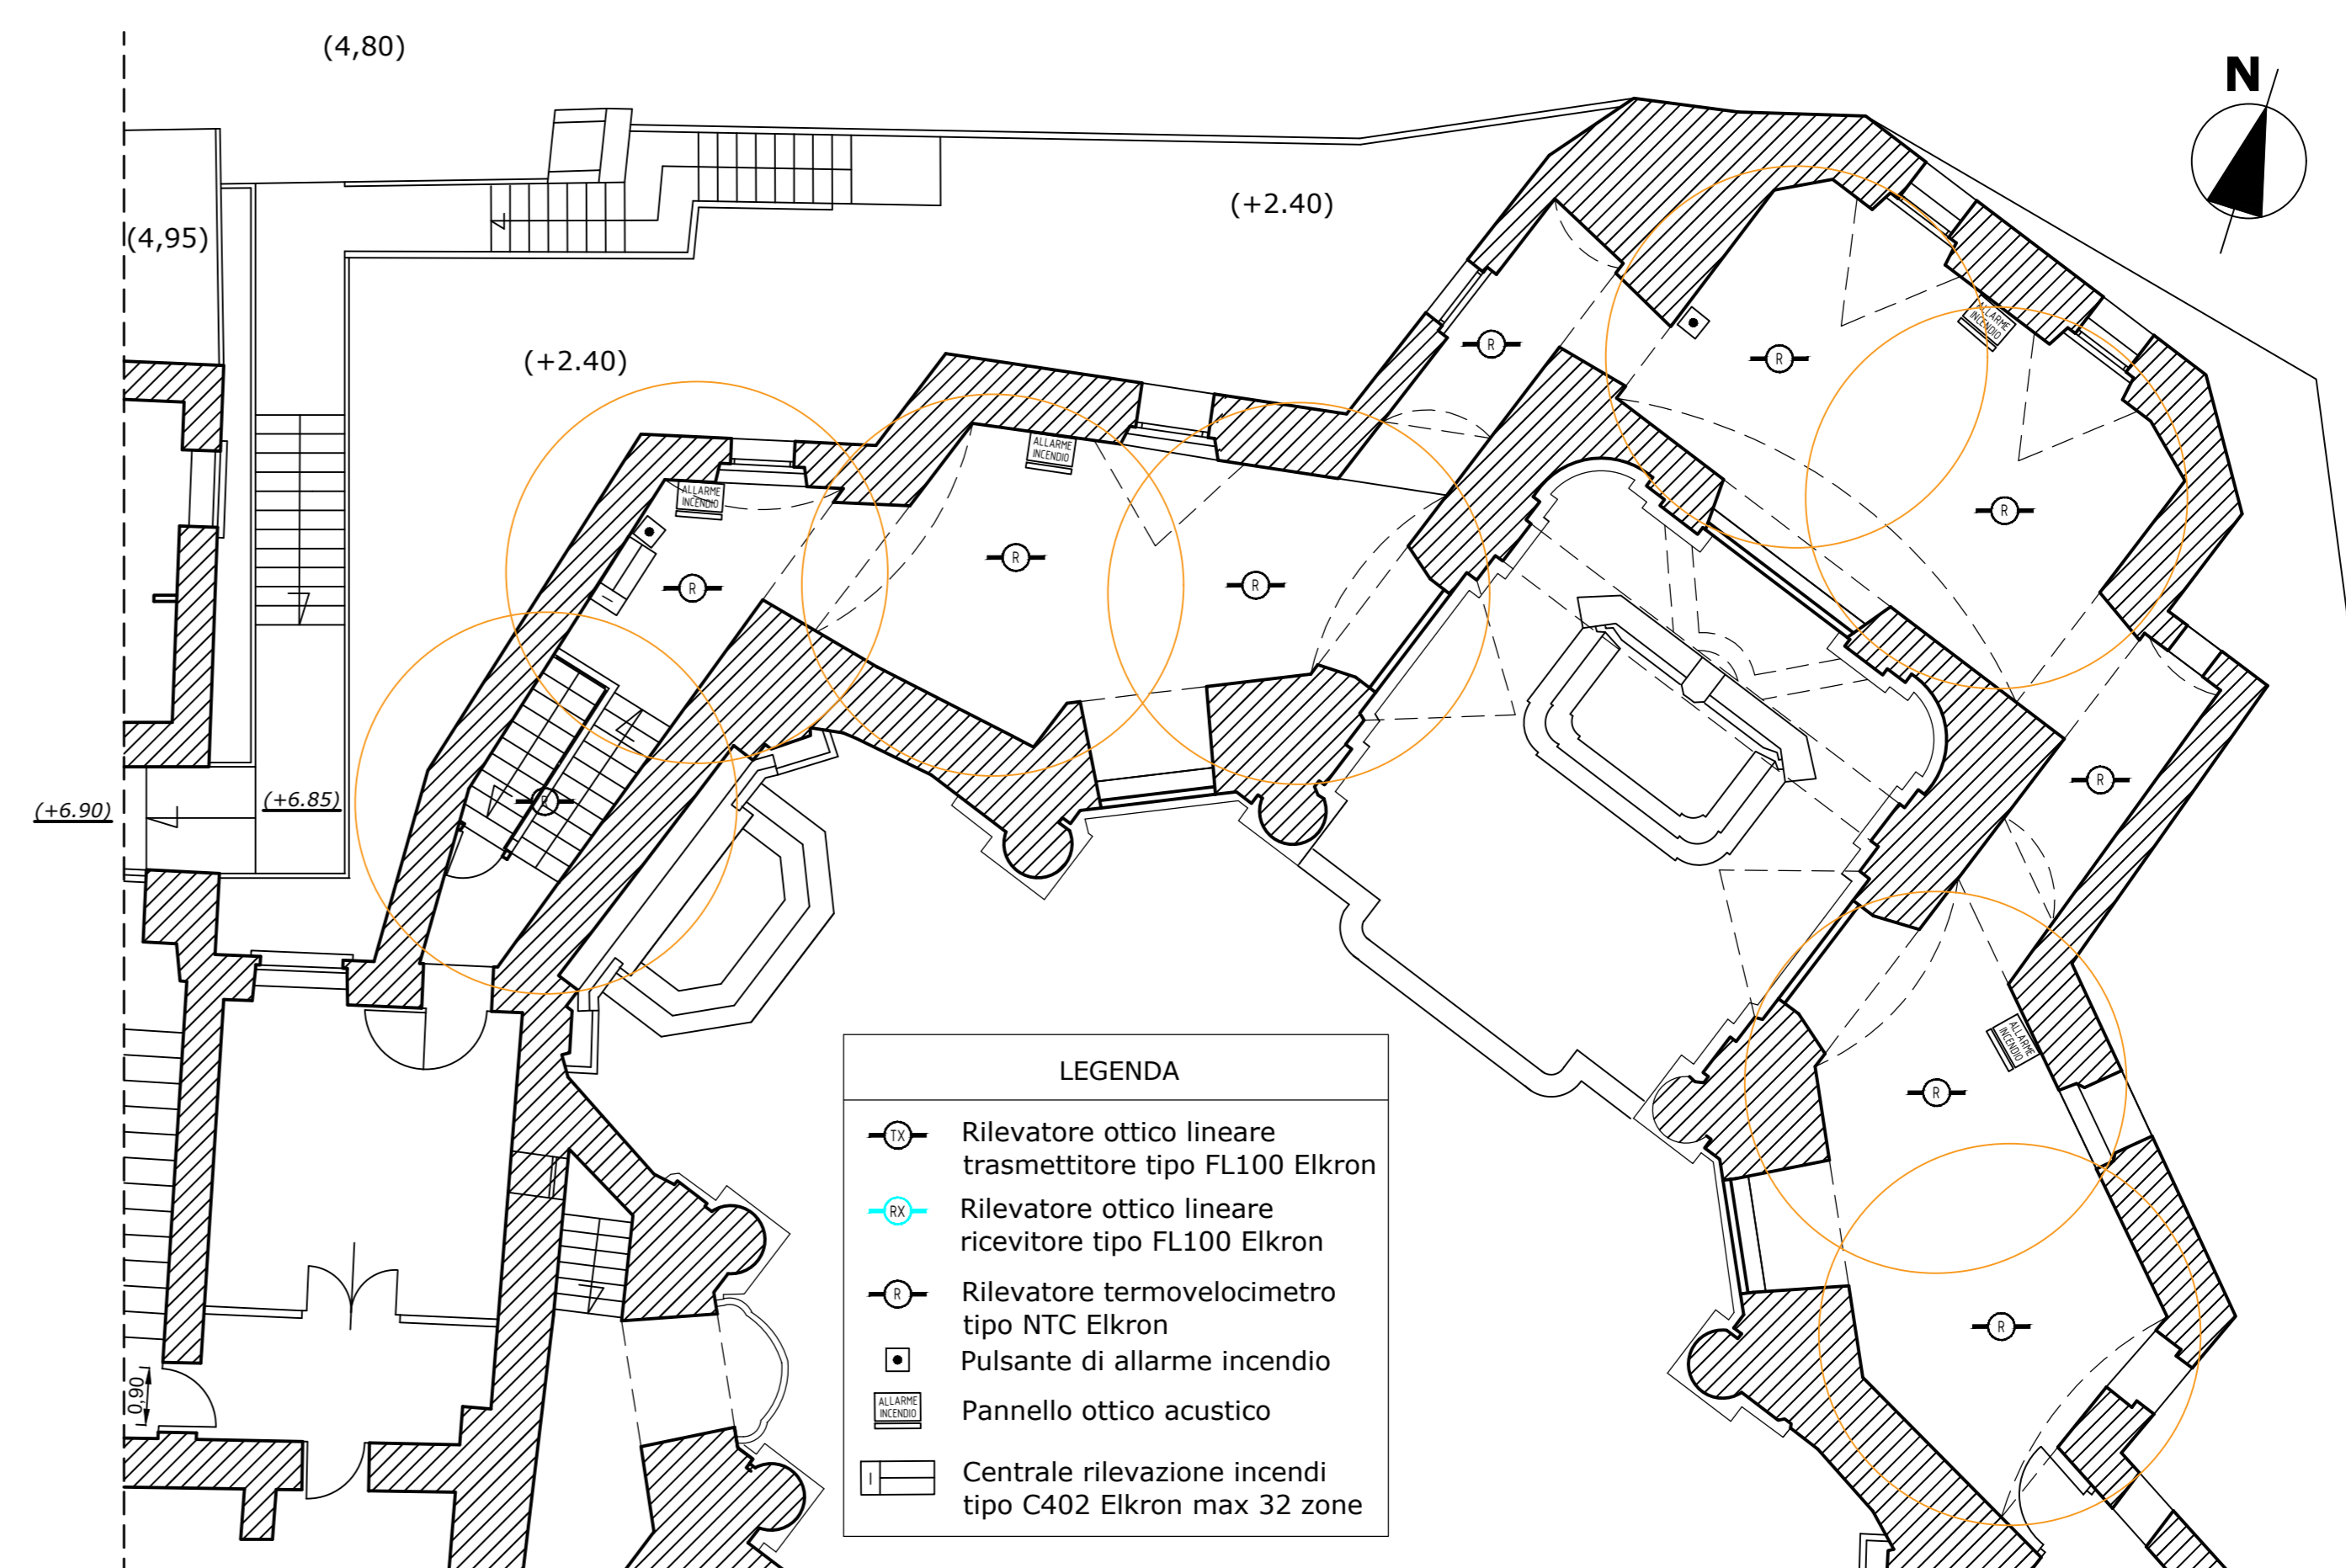 (4,80)
N
(+2.40)
(4,95)
ALLARME
INCENDIO
R
R
(+2.40)
ALLARME
INCENDIO
ALLARME
INCENDIO
R
R
R
R
R
R
(+6.90)
(+6.85)
R
ALLARME
INCENDIO
R
R
0,90
LEGENDA
TX
Rilevatore ottico lineare
trasmettitore tipo FL100 Elkron
RX
Rilevatore ottico lineare
ricevitore tipo FL100 Elkron
R
Rilevatore termovelocimetro
tipo NTC Elkron
Pulsante di allarme incendio
ALLARME
INCENDIO
Pannello ottico acustico
I
Centrale rilevazione incendi
tipo C402 Elkron max 32 zone